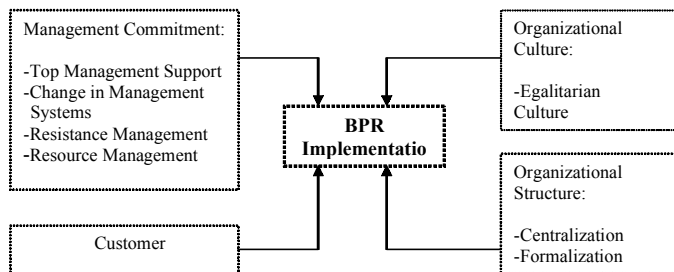 Management Commitment:
-Top Management Support
-Change in Management
Systems
-Resistance Management
-Resource Management
Organizational
Culture:
-Egalitarian
Culture
BPR
Implementatio
Customer
Organizational
Structure:
-Centralization
-Formalization